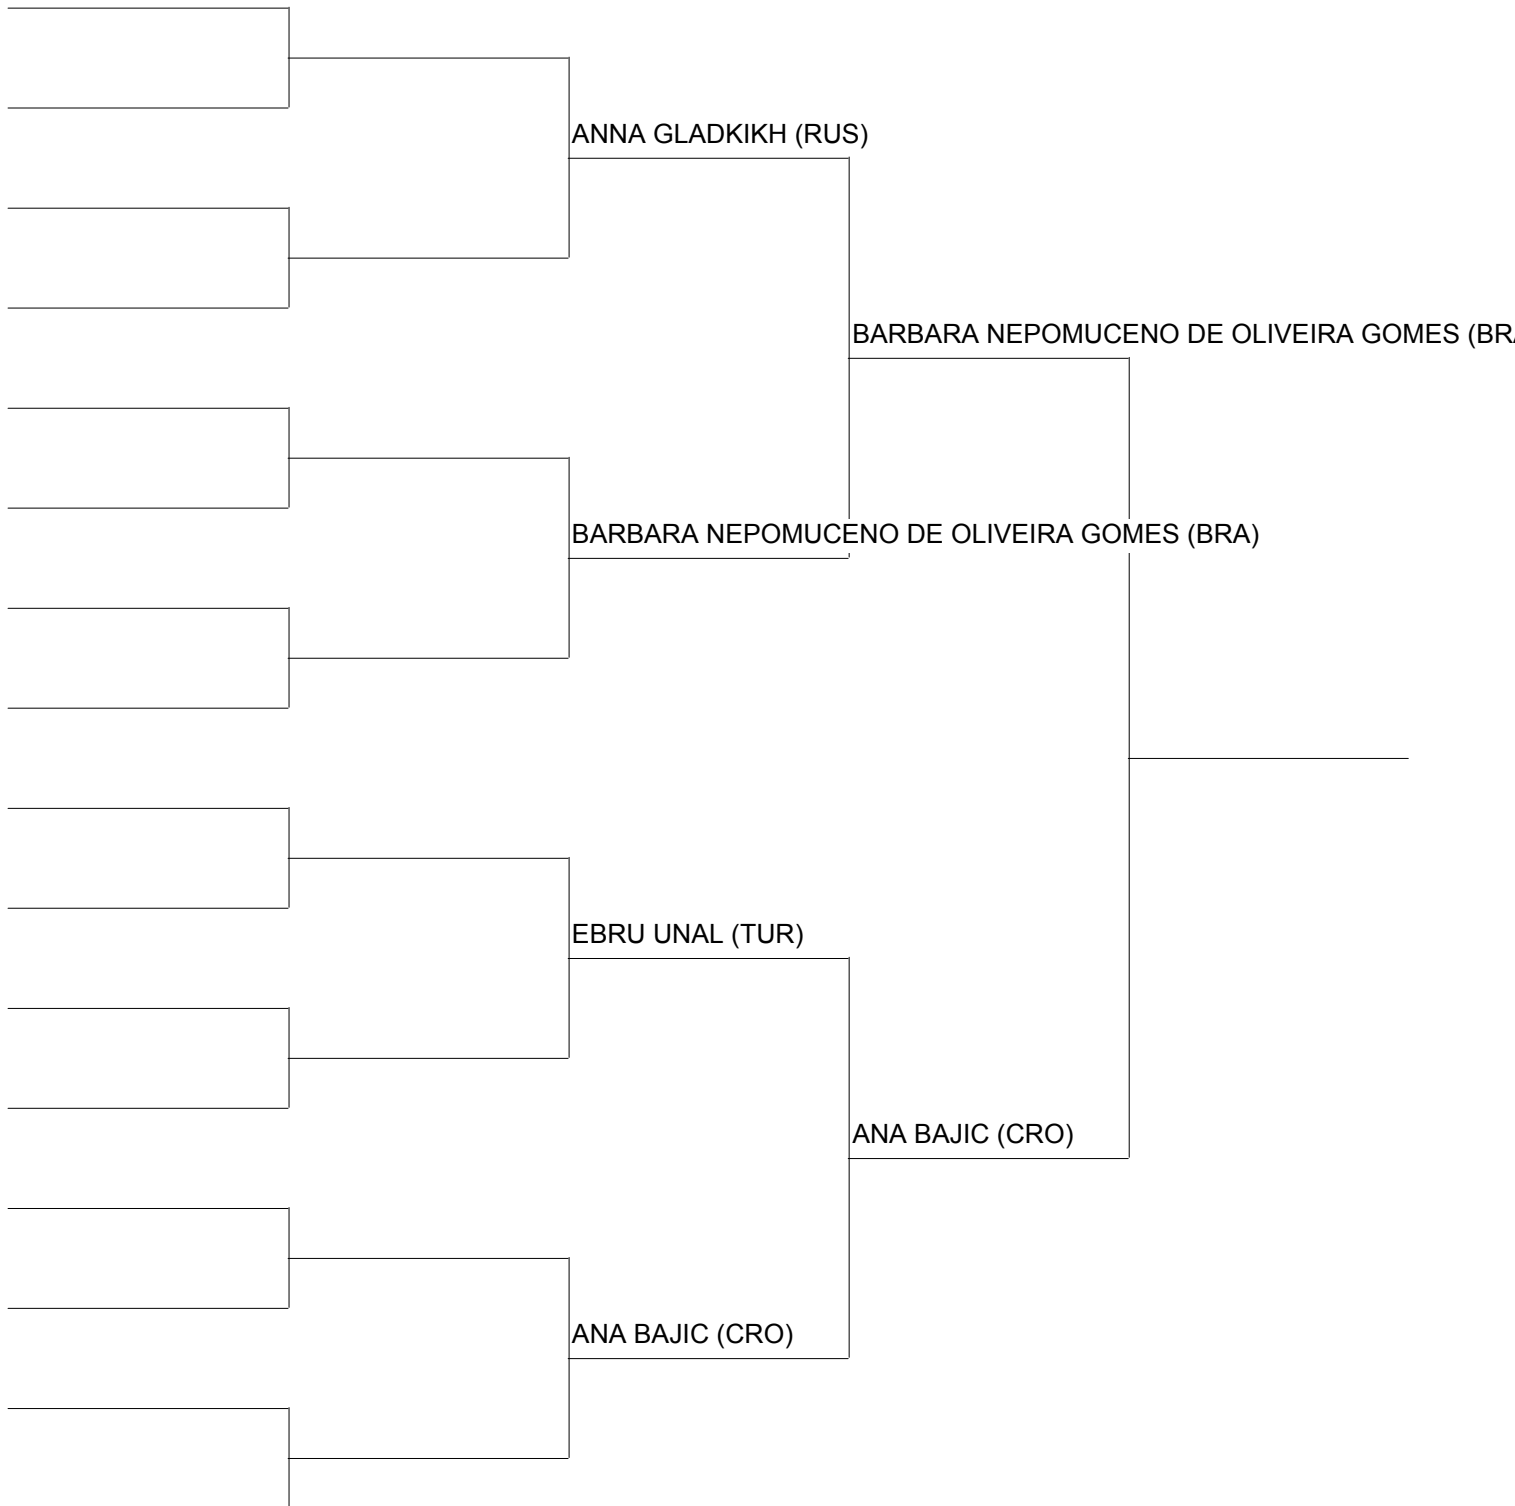 ANNA GLADKIKH (RUS)
BARBARA NEPOMUCENO DE OLIVEIRA GOMES (BRA
BARBARA NEPOMUCENO DE OLIVEIRA GOMES (BRA)
EBRU UNAL (TUR)
ANA BAJIC (CRO)
ANA BAJIC (CRO)